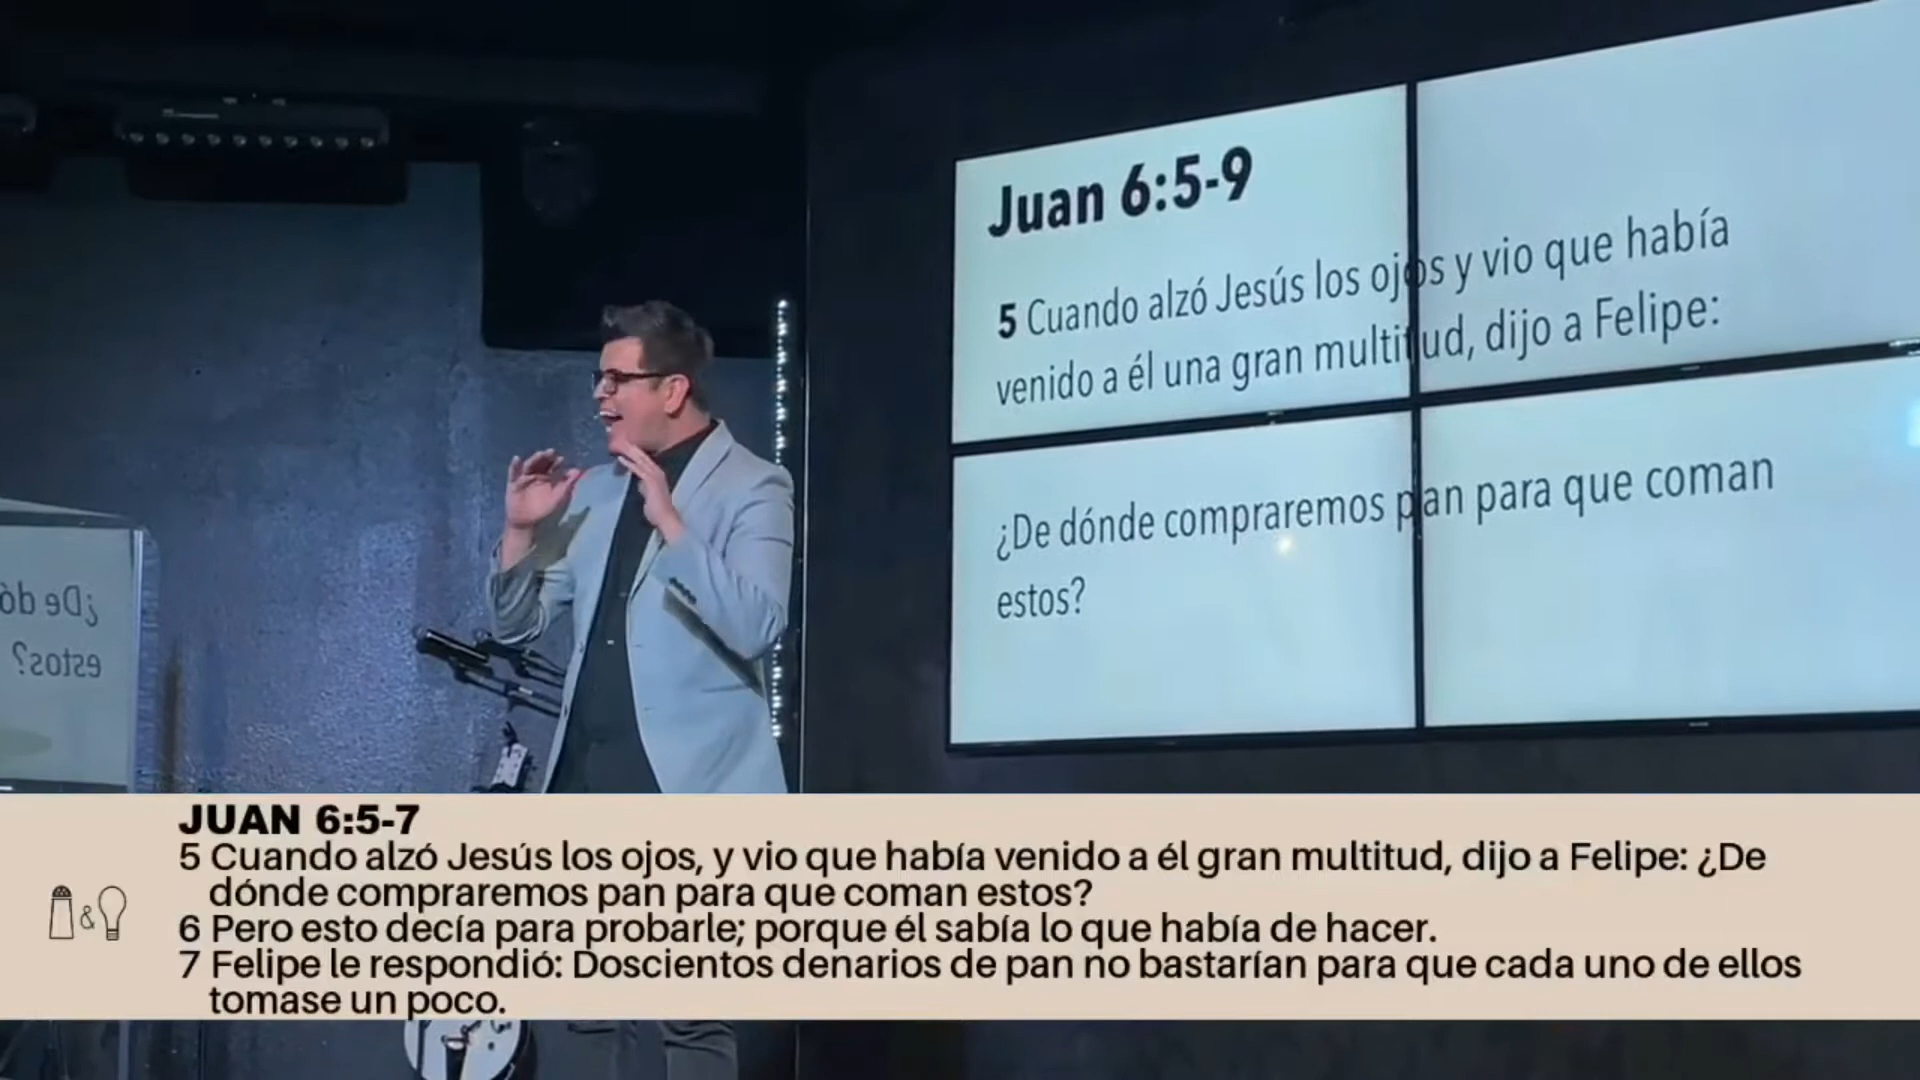 Juan 6:5-9
5 Cuando alzó Jesús los ojos y vio que había
venido a él una gran multitud, dijo a Felipe:
¿De dónde compraremos pan para que coman
estos?
¿De dó
estos?
JUAN 6:5-7
5 Cuando alzó Jesús los ojos, y vio que había venido a él gran multitud, dijo a Felipe: ¿De
dónde compraremos pan para que coman estos?
6 Pero esto decía para probarle; porque él sabía lo que había de hacer.
7 Felipe le respondió: Doscientos denarios de pan no bastarían para que cada uno de ellos
tomase un poco.
&